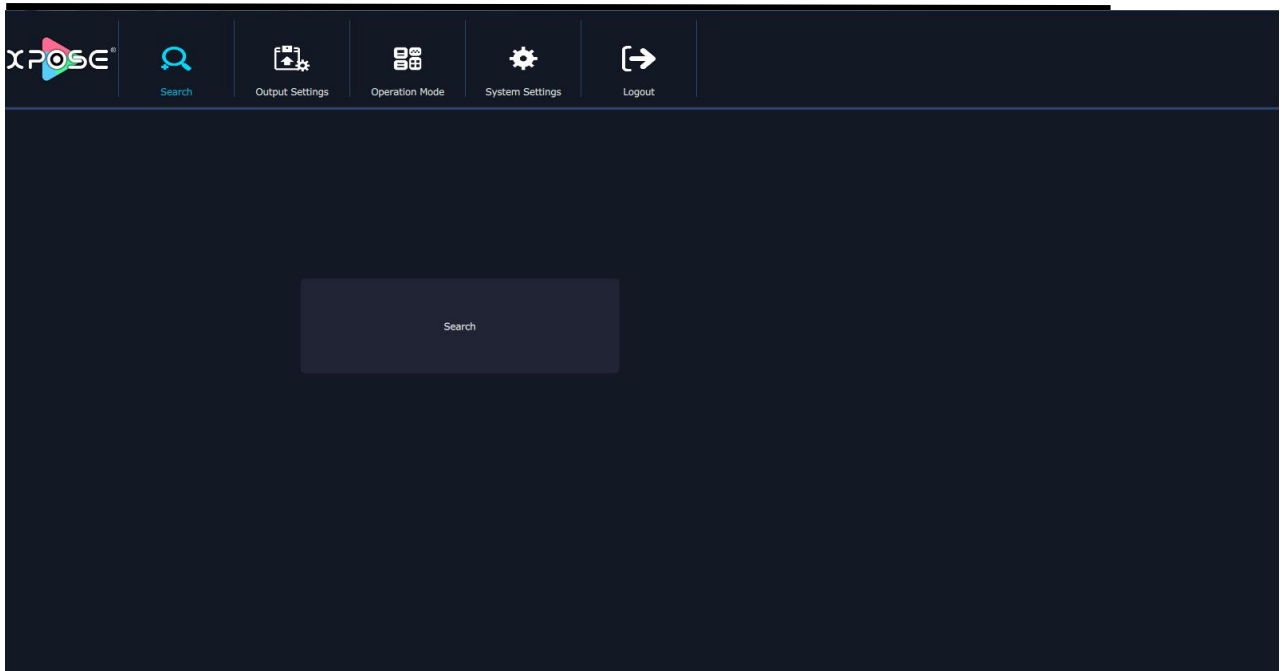 XPOSE®
Search
Output Settings
Operation Mode
System Settings
Logout
Search